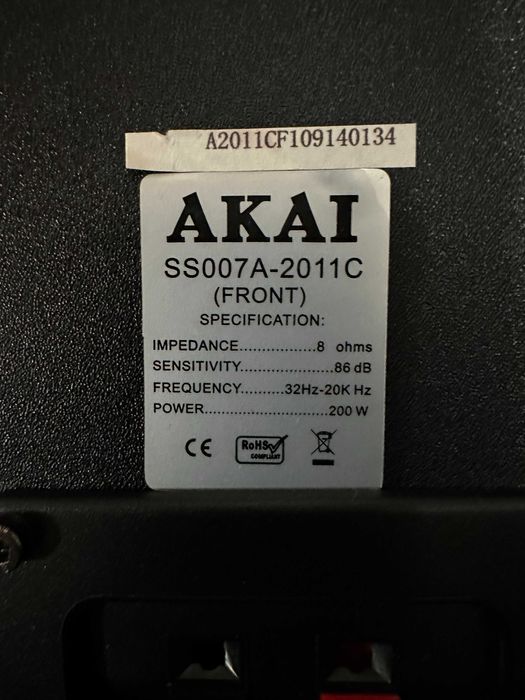 A2011CF109140134
AKAI
SS007A-2011C
(FRONT)
SPECIFICATION:
IMPEDANCE.................8 ohms
SENSITIVITY.....................86 dB
FREQUENCY..........32Hz-20K Hz
POWER............................200 W
CE RoHS
COMPLIANT